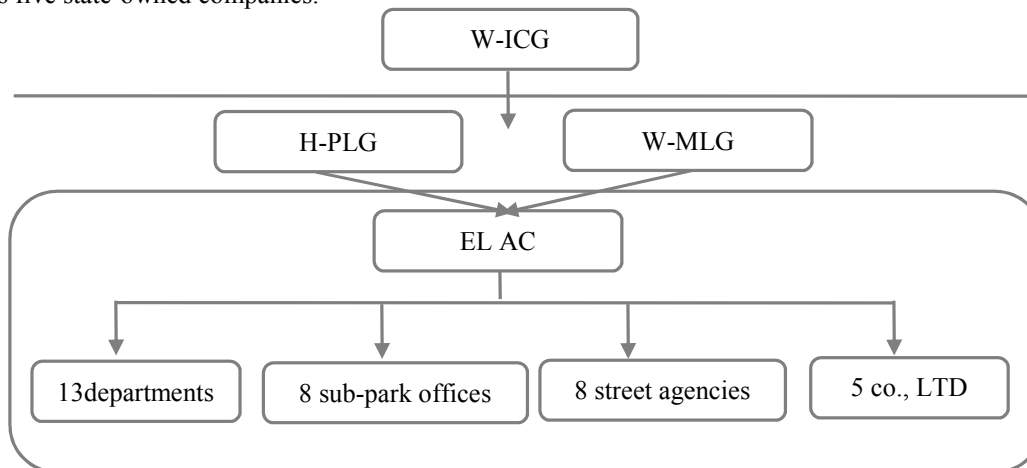 five state-owned companies.
W-ICG
H-PLG
W-MLG
EL AC
13departments
8 sub-park offices
8 street agencies
5 co., LTD